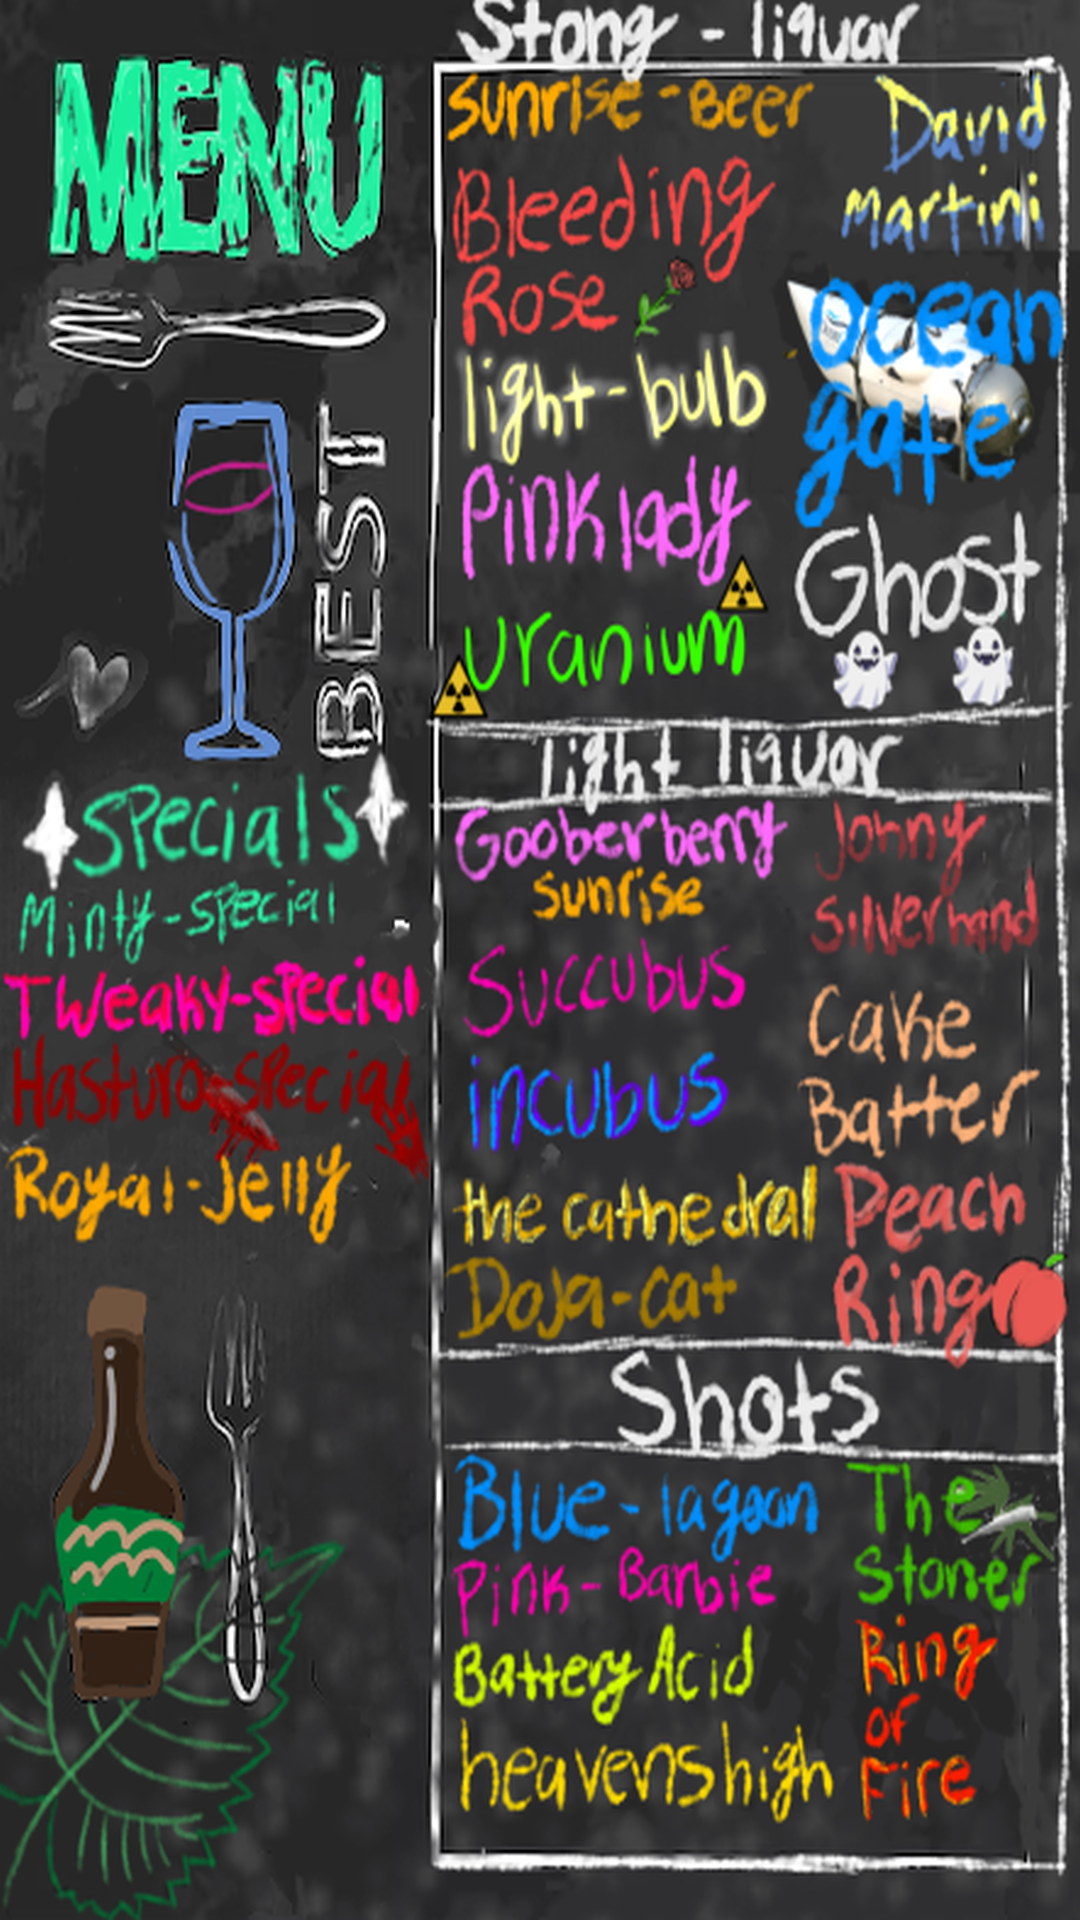 MENU
BEST
Specials
Minty-special
Tweaky-special
Hasturo-special
Royal-Jelly
Stong - liquar
sunrise-Beer
Bleeding
Rose
light-bulb
Pink lady
uranium
David
martini
ocean
gate
Ghost
light liquar
Gooberberry
sunrise
Succubus
incubus
the cathedral
Doja-cat
Johny
silverhand
Cake
Batter
Peach
Ring
Shots
Blue-lagoon
Pink-Barbie
Battery Acid
heavens high
The
Stoner
Ring
of
Fire